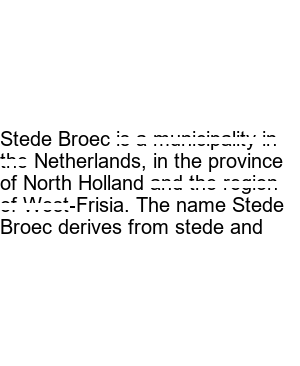 Stede Broec is a municipality in
the Netherlands, in the province
of North Holland and the region
of West-Frisia. The name Stede
Broec derives from stede and